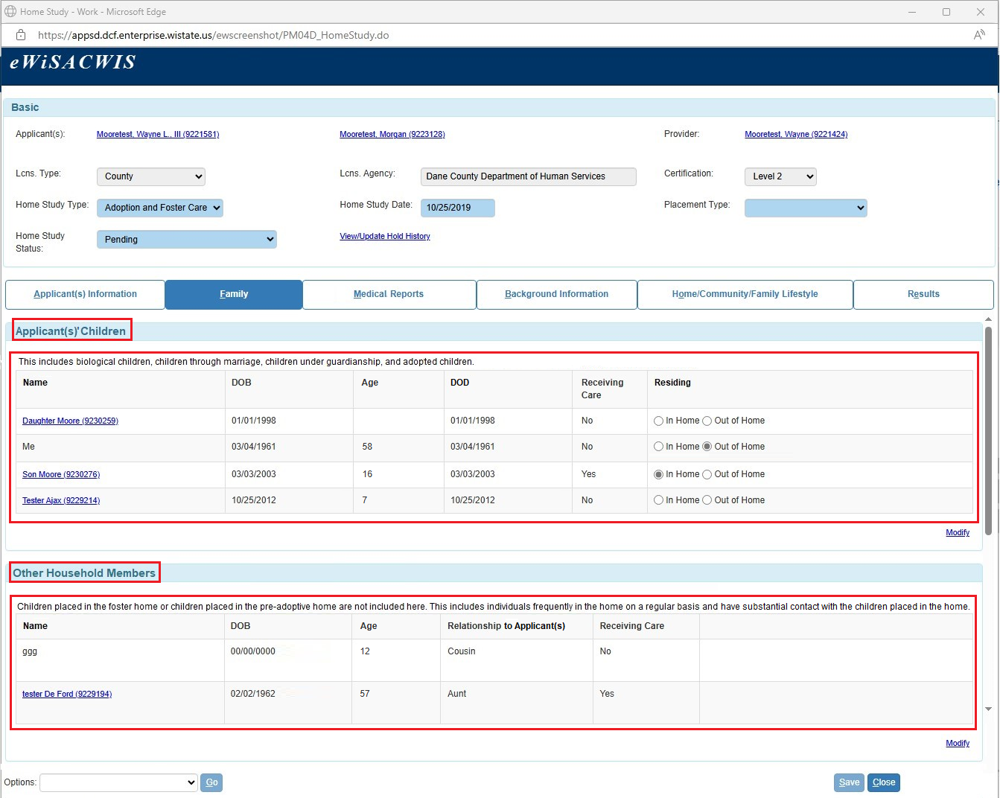 Home Study - Work - Microsoft Edge
https://appsd.dcf.enterprise.wistate.us/ewscreenshot/PM04D_HomeStudy.do
eWiSACWIS
Basic
Applicant(s): Mooretest, Wayne L., III (9221581) Mooretest, Morgan (9223128) Provider: Mooretest, Wayne (9221424)
Lcns. Type: County Lcns. Agency: Dane County Department of Human Services Certification: Level 2
Home Study Type: Adoption and Foster Care Home Study Date: 10/25/2019 Placement Type:
Home Study Status: Pending View/Update Hold History
Applicant(s) Information Family Medical Reports Background Information Home/Community/Family Lifestyle Results
Applicant(s)'Children
This includes biological children, children through marriage, children under guardianship, and adopted children.
Name DOB Age DOD Receiving Care Residing
Daughter Moore (9230259) 01/01/1998 01/01/1998 No In Home Out of Home
Me 03/04/1961 58 03/04/1961 No In Home Out of Home
Son Moore (9230276) 03/03/2003 16 03/03/2003 Yes In Home Out of Home
Tester Ajax (9229214) 10/25/2012 7 10/25/2012 No In Home Out of Home
Modify
Other Household Members
Children placed in the foster home or children placed in the pre-adoptive home are not included here. This includes individuals frequently in the home on a regular basis and have substantial contact with the children placed in the home.
Name DOB Age Relationship to Applicant(s) Receiving Care
ggg 00/00/0000 12 Cousin No
tester De Ford (9229194) 02/02/1962 57 Aunt Yes
Modify
Options: Go Save Close